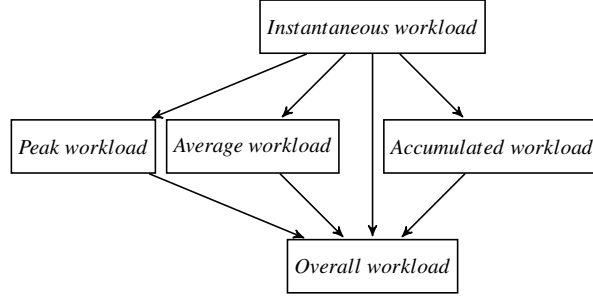 Instantaneous workload
Peak workload
Average workload
Accumulated workload
Overall workload